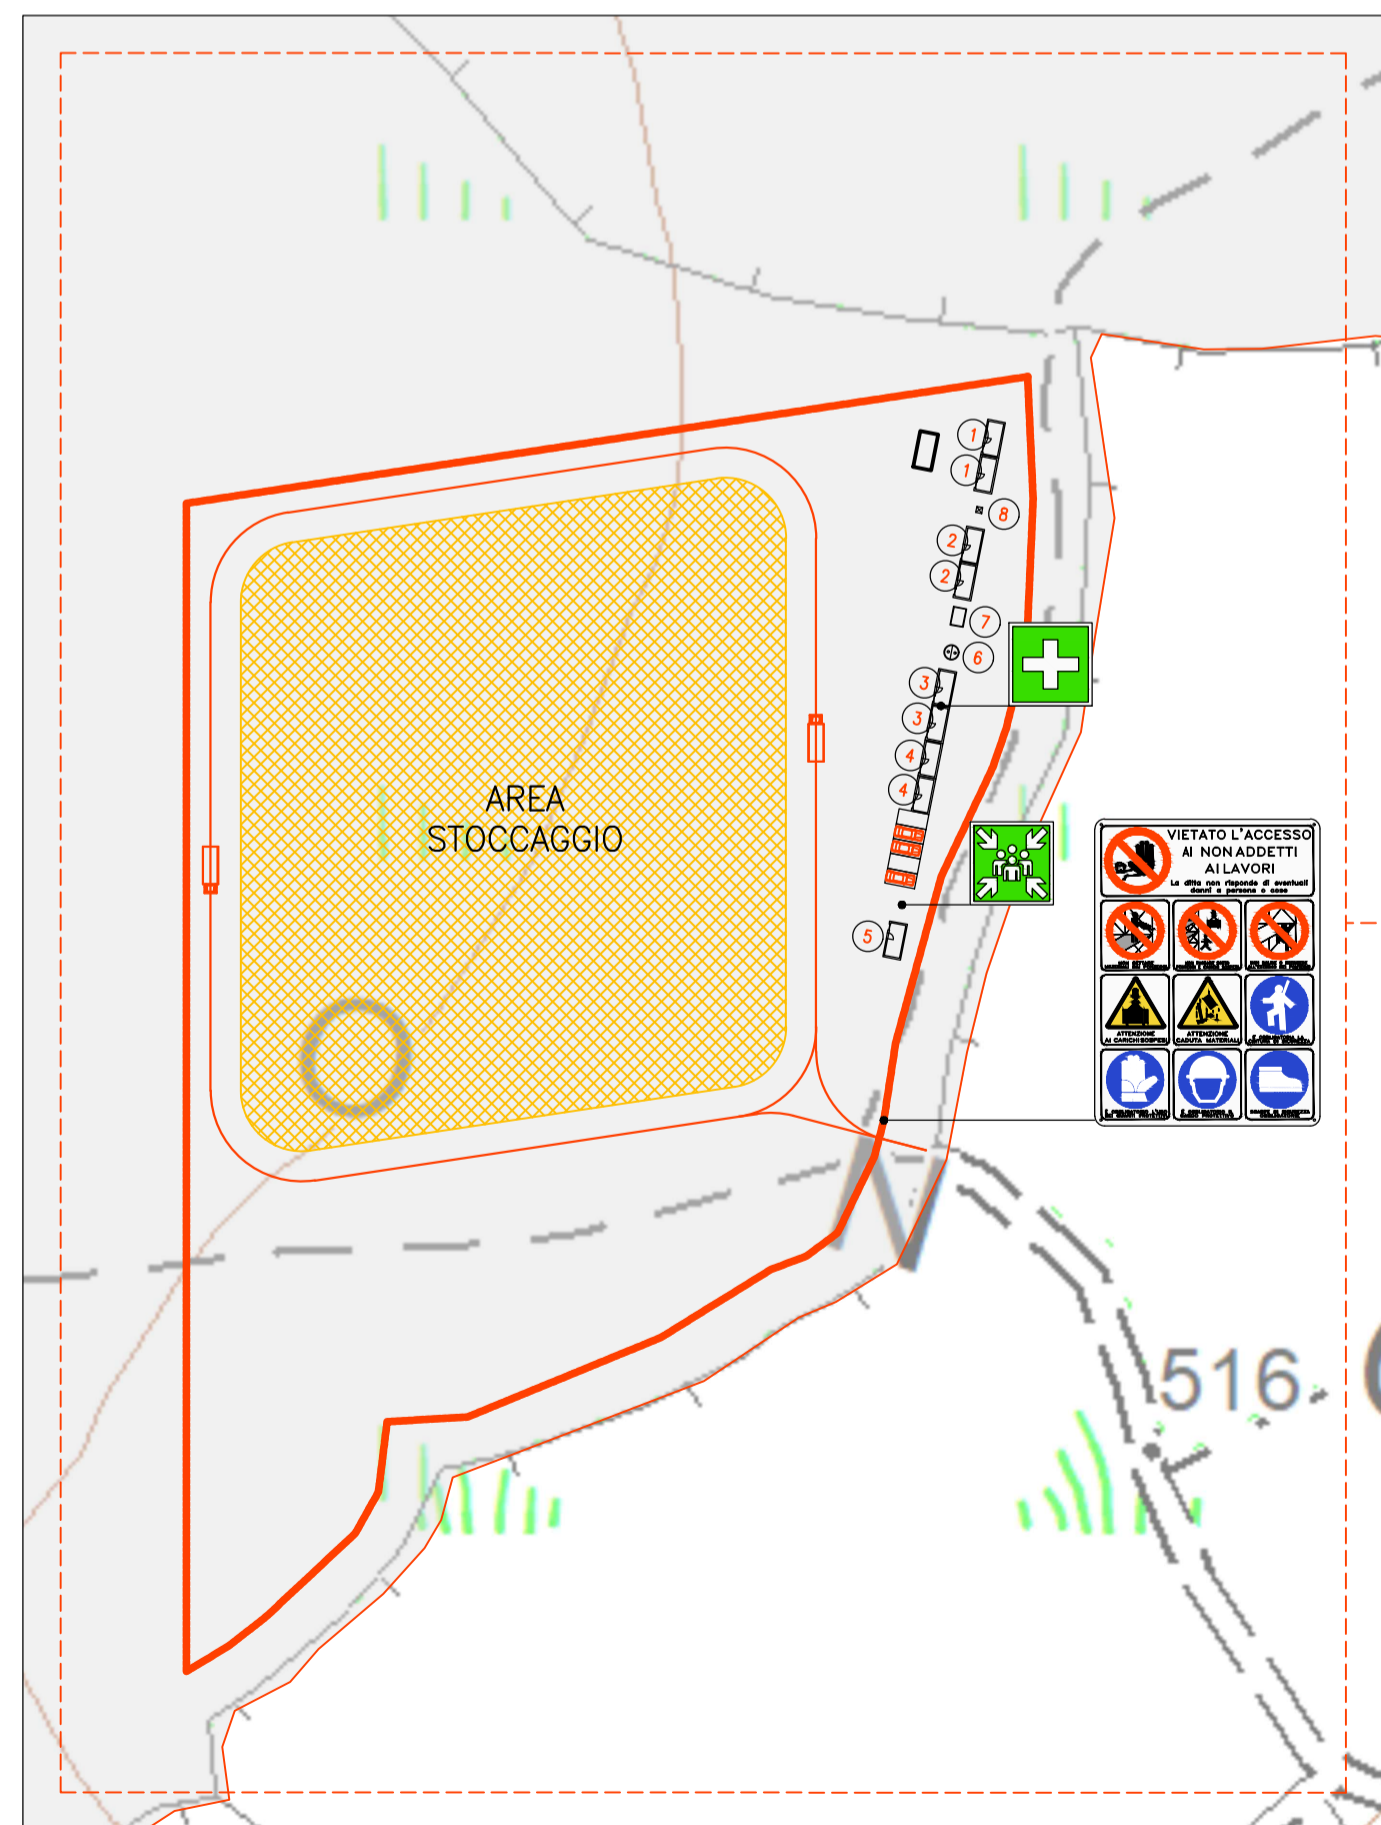 1
1
8
2
2
7
6
3
3
4
4
AREA
STOCCAGGIO
5
VIETATO L'ACCESSO
AI NON ADDETTI
AI LAVORI
La ditta non risponde di eventuali
danni a persone o cose
ATTENZIONE
AI CARICHI SOSPESI
ATTENZIONE
CADUTA MATERIALI
516